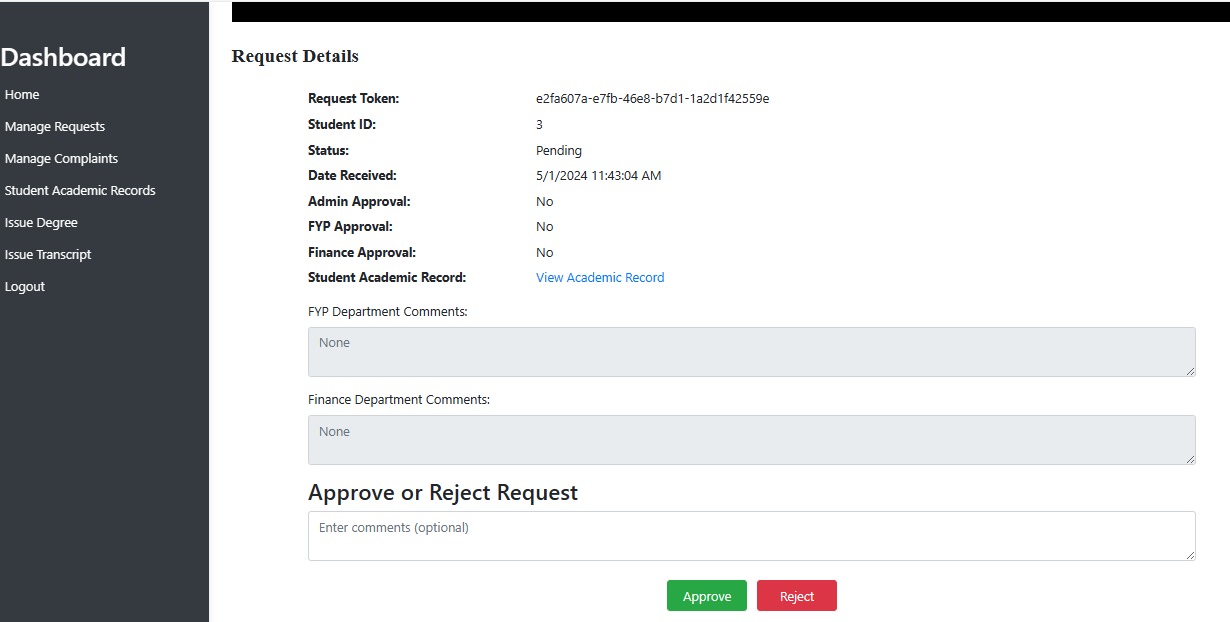 Dashboard
Home
Manage Requests
Manage Complaints
Student Academic Records
Issue Degree
Issue Transcript
Logout
Request Details
Request Token: e2fa607a-e7fb-46e8-b7d1-1a2d1f42559e
Student ID: 3
Status: Pending
Date Received: 5/1/2024 11:43:04 AM
Admin Approval: No
FYP Approval: No
Finance Approval: No
Student Academic Record: View Academic Record
FYP Department Comments:
None
Finance Department Comments:
None
Approve or Reject Request
Enter comments (optional)
Approve Reject